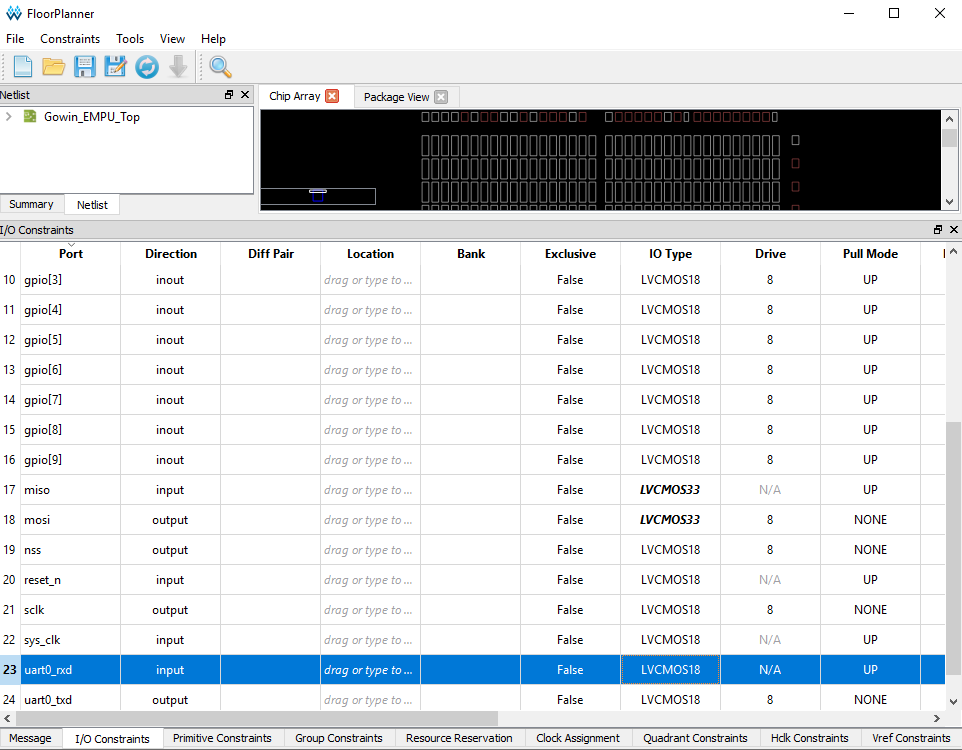 FloorPlanner
File Constraints Tools View Help
Netlist
Gowin_EMPU_Top
Summary Netlist
Chip Array Package View
I/O Constraints
Port Direction Diff Pair Location Bank Exclusive IO Type Drive Pull Mode
10 gpio[3] inout drag or type to ... False LVCMOS18 8 UP
11 gpio[4] inout drag or type to ... False LVCMOS18 8 UP
12 gpio[5] inout drag or type to ... False LVCMOS18 8 UP
13 gpio[6] inout drag or type to ... False LVCMOS18 8 UP
14 gpio[7] inout drag or type to ... False LVCMOS18 8 UP
15 gpio[8] inout drag or type to ... False LVCMOS18 8 UP
16 gpio[9] inout drag or type to ... False LVCMOS18 8 UP
17 miso input drag or type to ... False LVCMOS33 N/A UP
18 mosi output drag or type to ... False LVCMOS33 8 NONE
19 nss output drag or type to ... False LVCMOS18 8 NONE
20 reset_n input drag or type to ... False LVCMOS18 N/A UP
21 sclk output drag or type to ... False LVCMOS18 8 NONE
22 sys_clk input drag or type to ... False LVCMOS18 N/A UP
23 uart0_rxd input drag or type to ... False LVCMOS18 N/A UP
24 uart0_txd output drag or type to ... False LVCMOS18 8 NONE
Message I/O Constraints Primitive Constraints Group Constraints Resource Reservation Clock Assignment Quadrant Constraints Hclk Constraints Vref Constraints